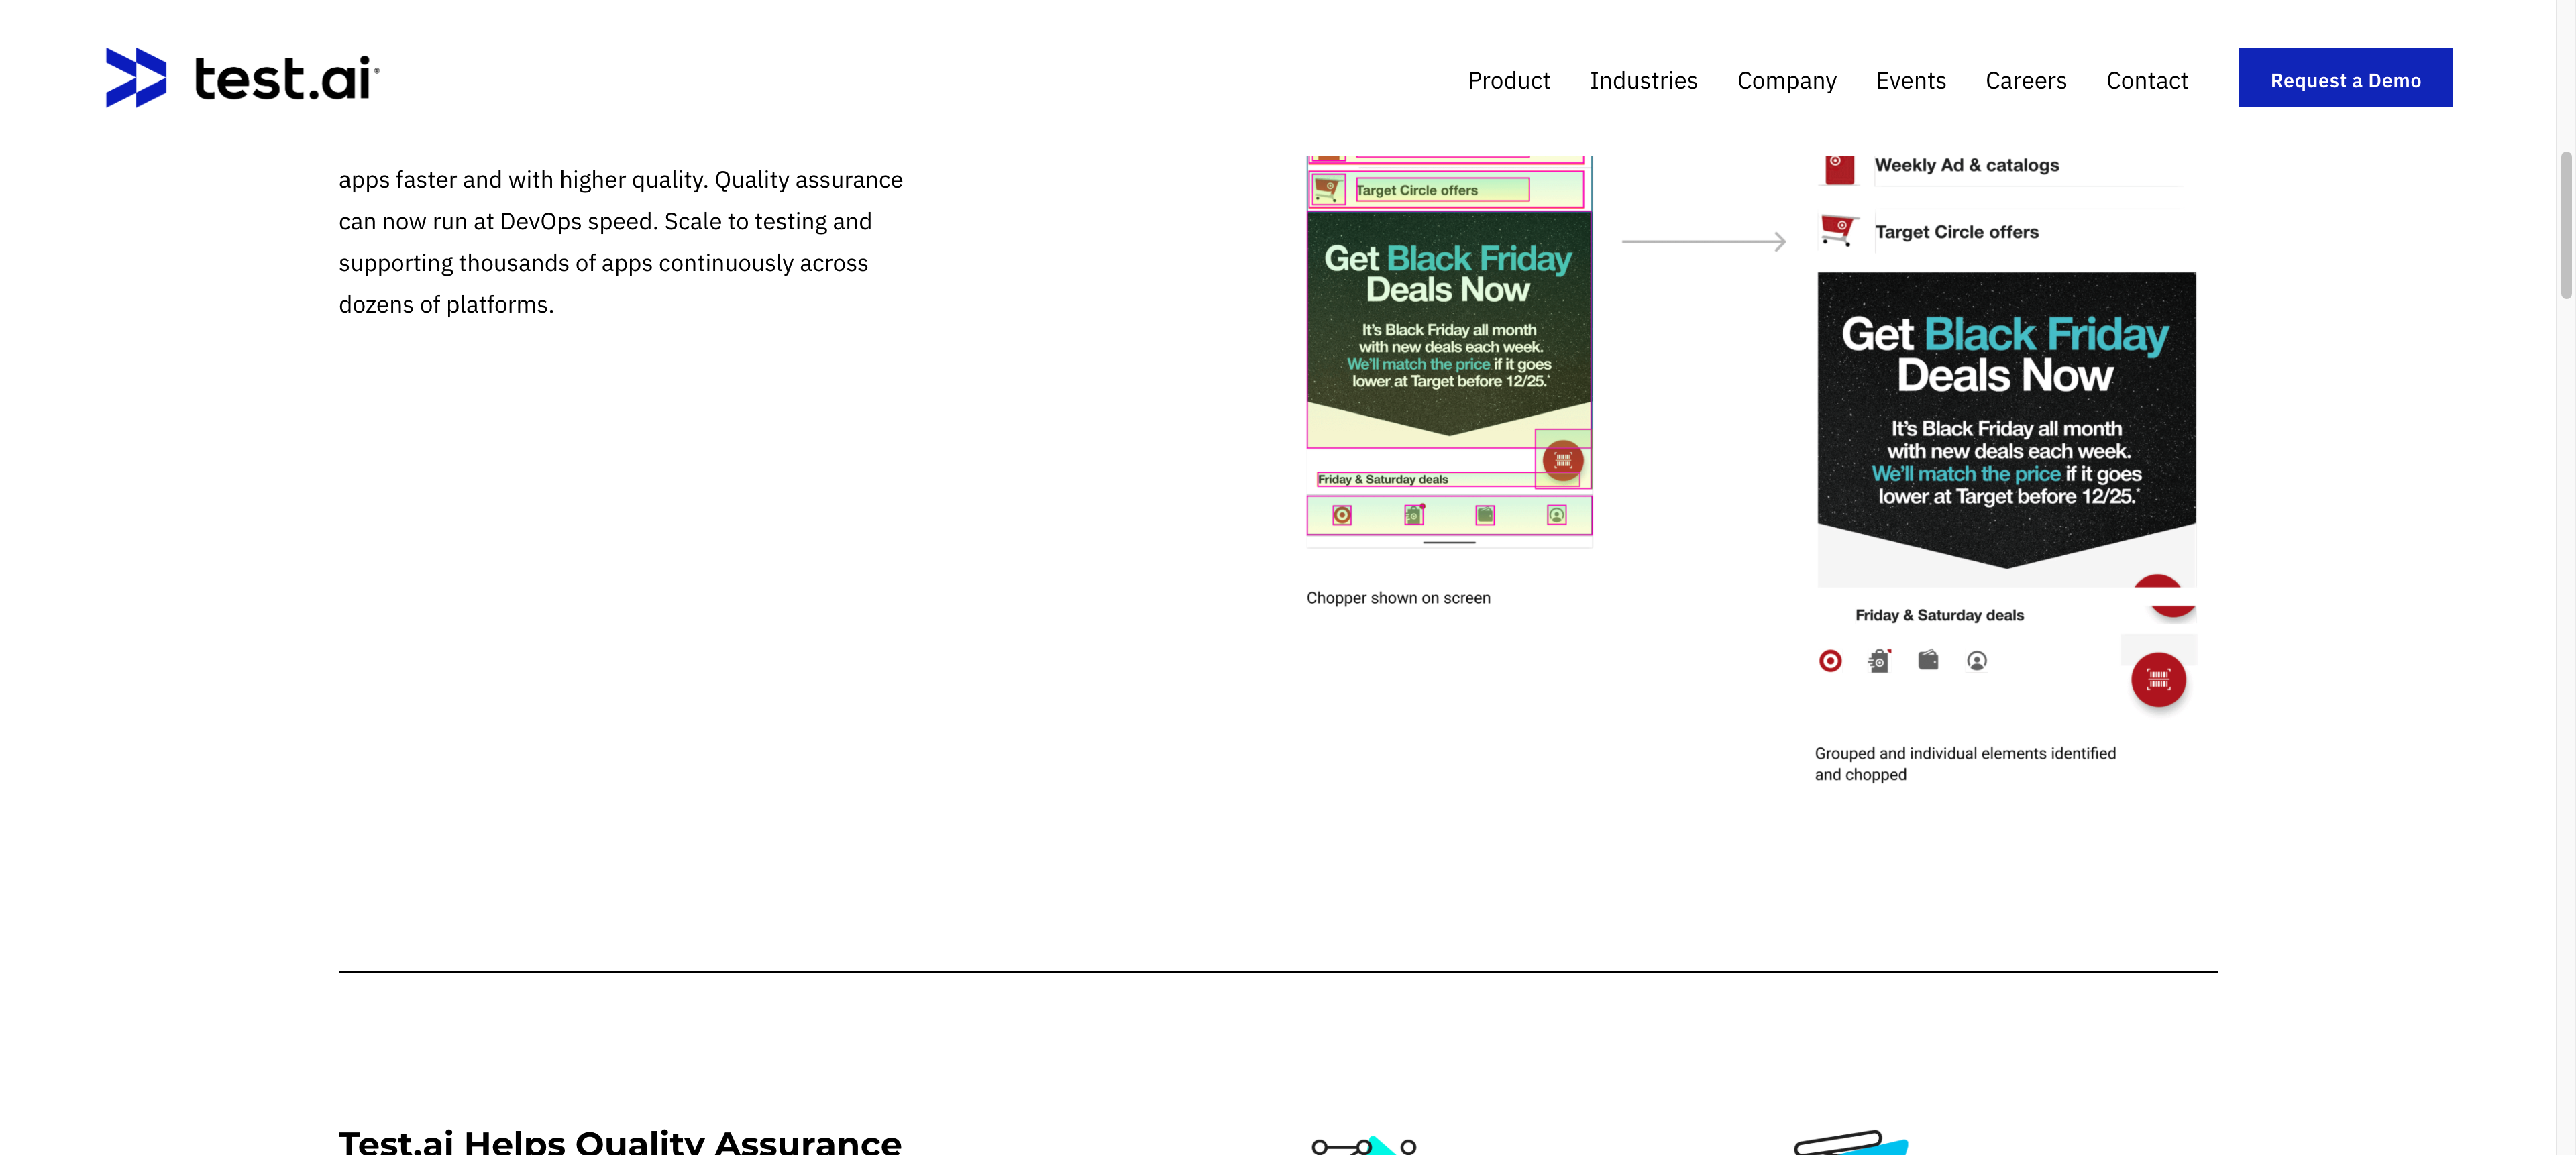 test.ai
Product
Industries
Company
Events
Careers
Contact
Request a Demo
apps faster and with higher quality. Quality assurance
can now run at DevOps speed. Scale to testing and
supporting thousands of apps continuously across
dozens of platforms.
Target Circle offers
Get Black Friday
Deals Now
It's Black Friday all month
with new deals each week.
We'll match the price if it goes
lower at Target before 12/25.*
Friday & Saturday deals
Chopper shown on screen
Weekly Ad & catalogs
Target Circle offers
Get Black Friday
Deals Now
It's Black Friday all month
with new deals each week.
We'll match the price if it goes
lower at Target before 12/25.*
Friday & Saturday deals
Grouped and individual elements identified
and chopped
Test.ai Helps Quality Assurance